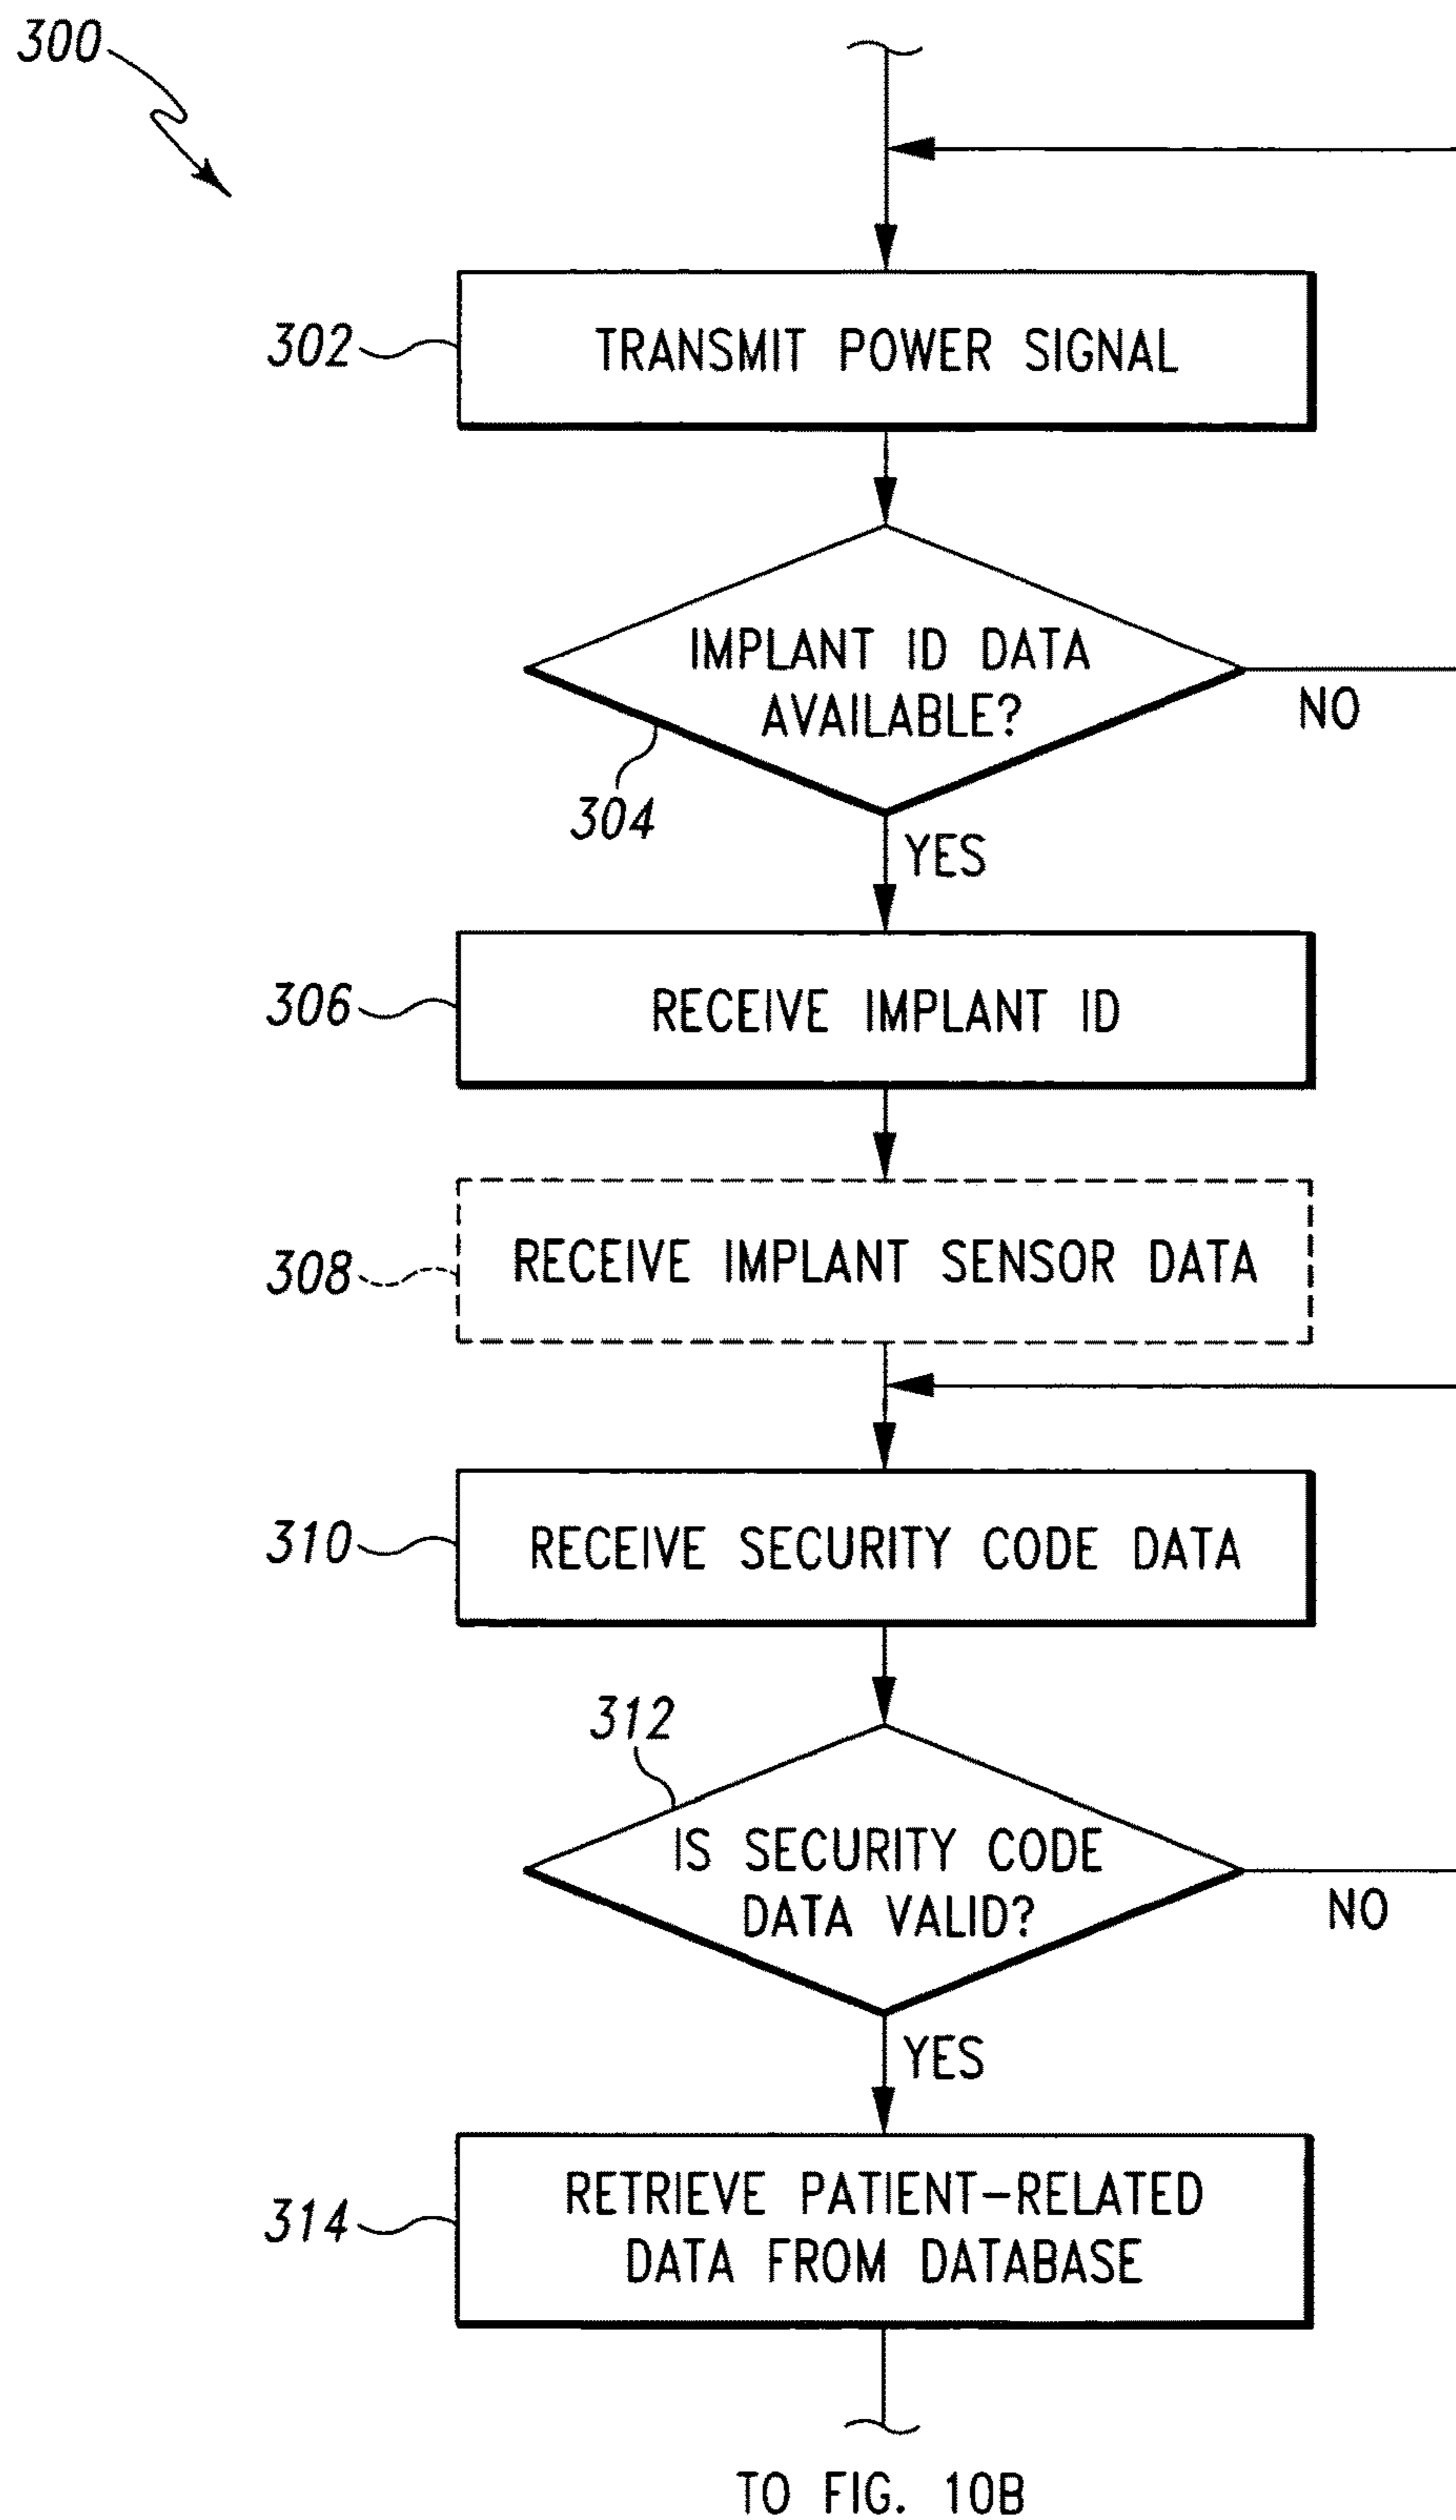 300
302
TRANSMIT POWER SIGNAL
IMPLANT ID DATA
AVAILABLE?
NO
304
YES
306
RECEIVE IMPLANT ID
308
RECEIVE IMPLANT SENSOR DATA
310
RECEIVE SECURITY CODE DATA
312
IS SECURITY CODE
DATA VALID?
NO
YES
314
RETRIEVE PATIENT-RELATED
DATA FROM DATABASE
TO FIG. 10B